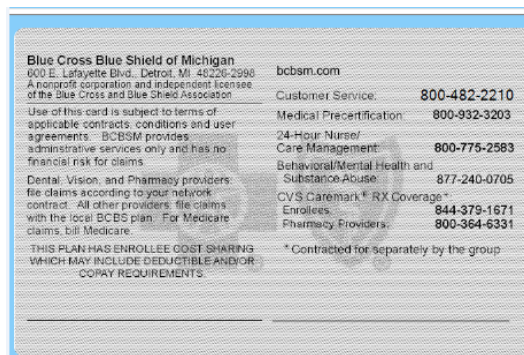 Blue Cross Blue Shield of Michigan
600 E. Lafayette Blvd., Detroit, MI 48226-2998
A nonprofit corporation and independent licensee
of the Blue Cross and Blue Shield Association
Use of this card is subject to terms of
applicable contracts, conditions and user
agreements. BCBSM provides
adminstrative services only and has no
financial risk for claims.
Dental, Vision, and Pharmacy providers
file claims according to your network
contract. All other providers, file claims
with the local BCBS plan. For Medicare
claims, bill Medicare.
THIS PLAN HAS ENROLLEE COST SHARING
WHICH MAY INCLUDE DEDUCTIBLE AND/OR
COPAY REQUIREMENTS.
bcbsm.com
Customer Service: 800-482-2210
Medical Precertification: 800-932-3203
24-Hour Nurse/
Care Management: 800-775-2583
Behavioral/Mental Health and
Substance Abuse: 877-240-0705
CVS Caremark* RX Coverage*
Enrollees: 844-379-1671
Pharmacy Providers: 800-364-6331
*Contracted for separately by the group